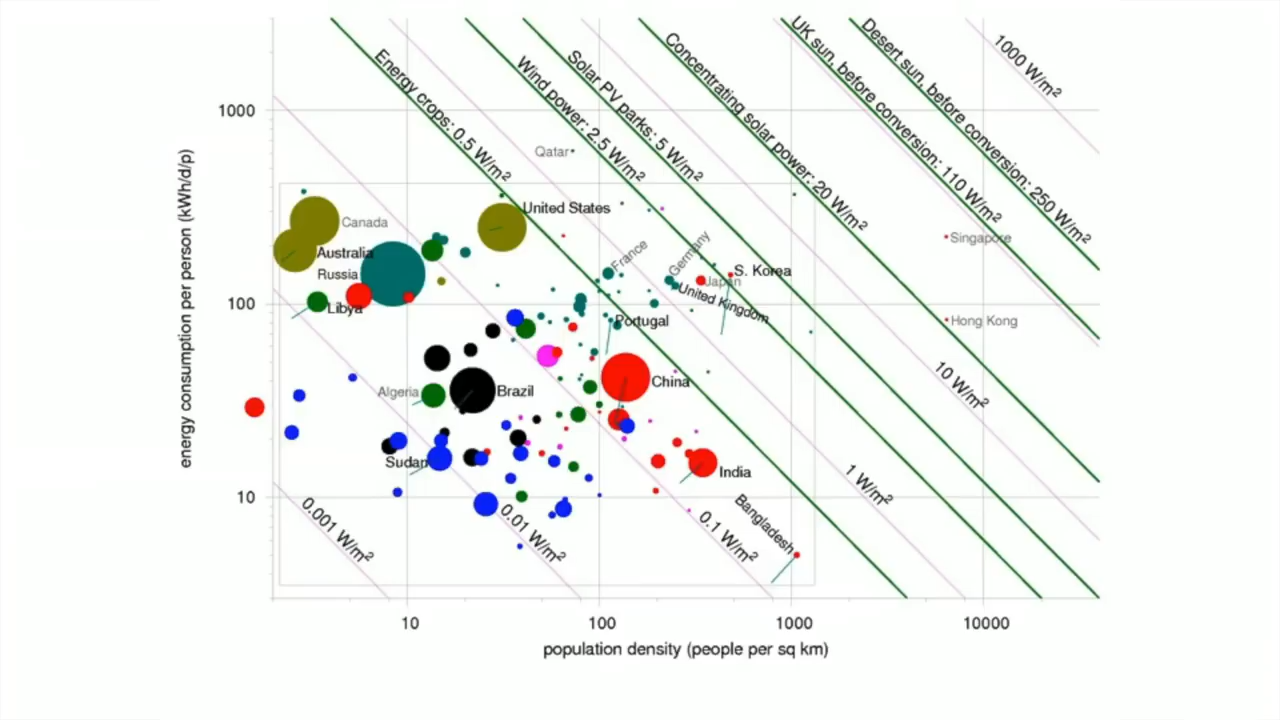 1000 W/m²
Desert sun, before conversion: 250 W/m²
UK sun, before conversion: 110 W/m²
Concentrating solar power: 20 W/m²
Solar PV parks: 5 W/m²
Wind power: 2.5 W/m²
Energy crops: 0.5 W/m²
1000
Qatar
United States
Canada
Singapore
Australia
France
Germany
Russia
S. Korea
Japan
100
Libya
United Kingdom
Portugal
Hong Kong
China
10 W/m²
Algeria
Brazil
Sudan
India
1 W/m²
10
Bangladesh
0.001 W/m²
0.01 W/m²
0.1 W/m²
10
100
1000
10000
population density (people per sq km)
energy consumption per person (kWh/d/p)